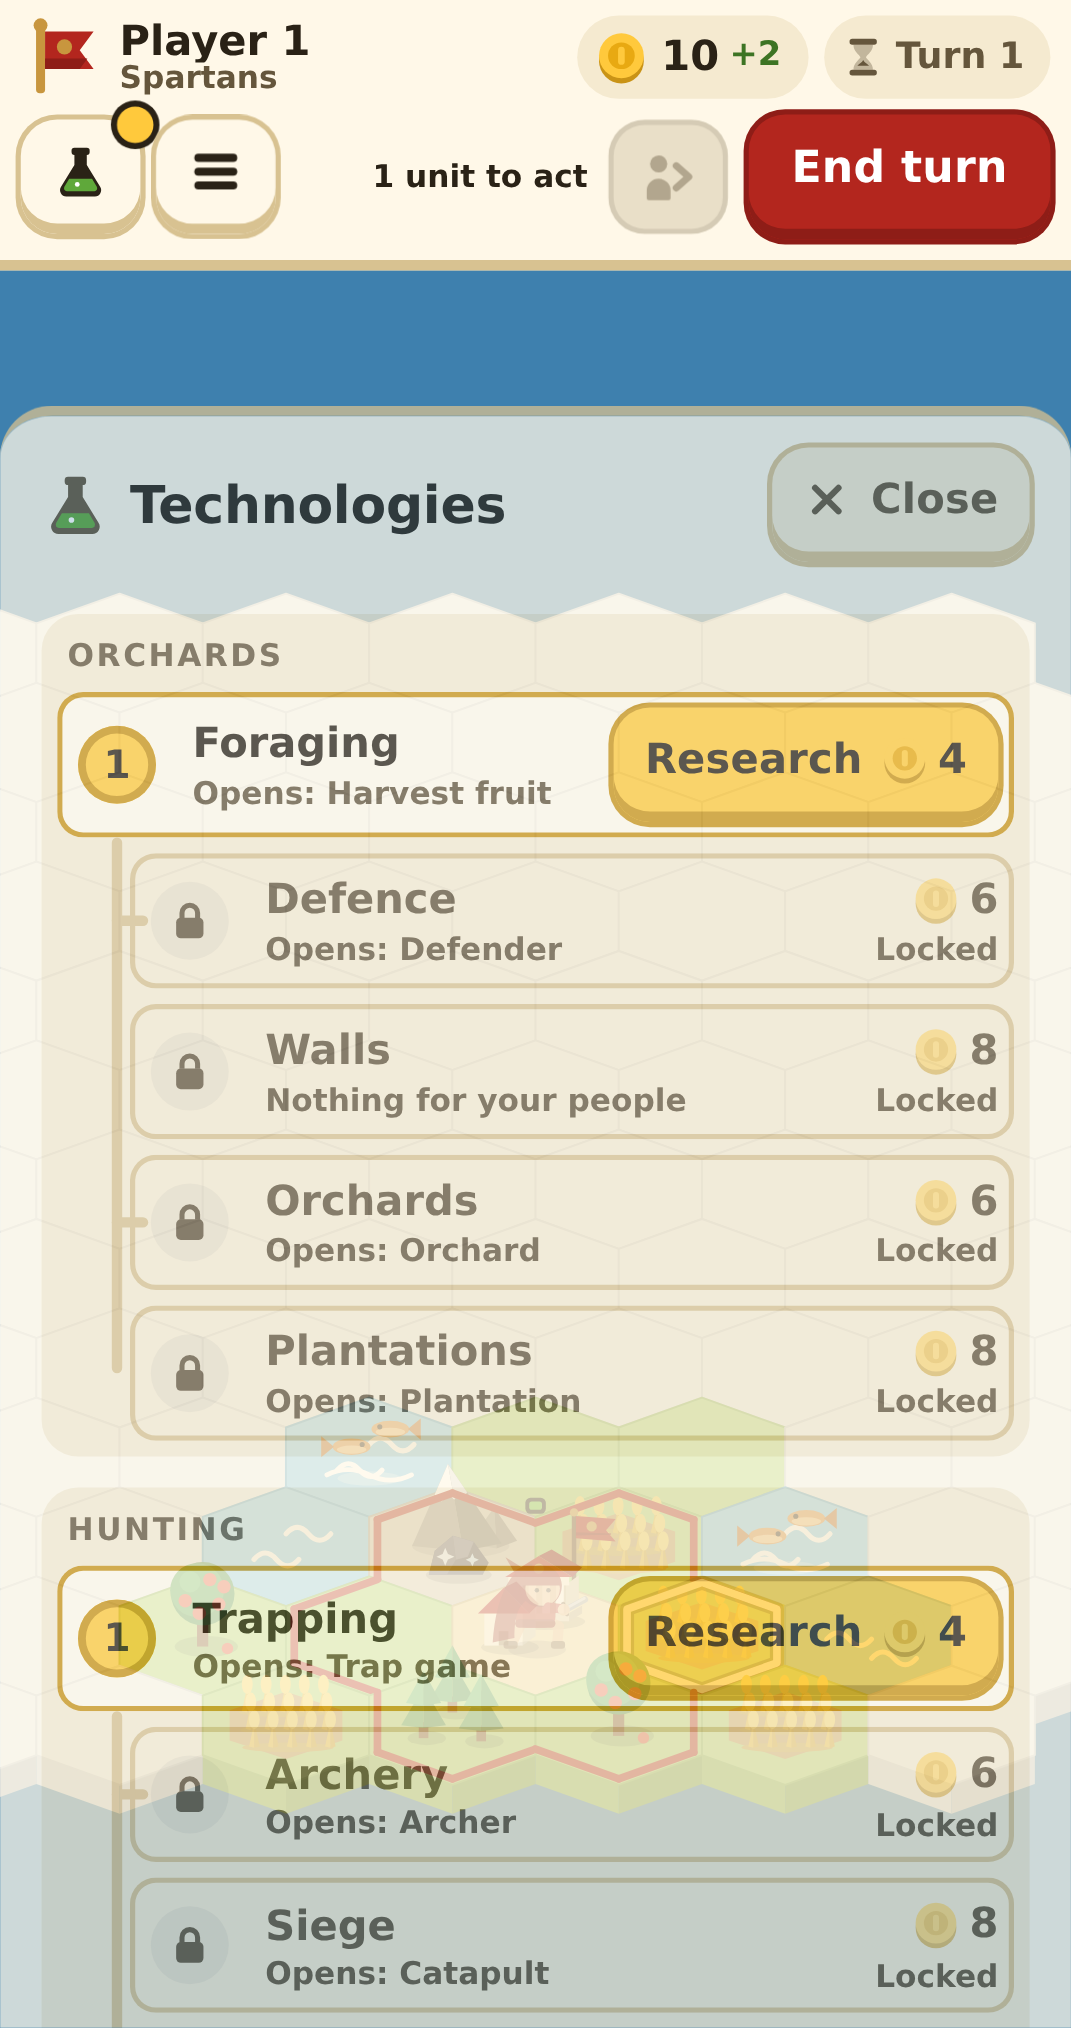 Player 1
Spartans
10 +2
Turn 1
1 unit to act
End turn
Technologies
Close
ORCHARDS
1
Foraging
Opens: Harvest fruit
Research 4
Defence
Opens: Defender
6
Locked
Walls
Nothing for your people
8
Locked
Orchards
Opens: Orchard
6
Locked
Plantations
Opens: Plantation
8
Locked
HUNTING
1
Trapping
Opens: Trap game
Research 4
Archery
Opens: Archer
6
Locked
Siege
Opens: Catapult
8
Locked